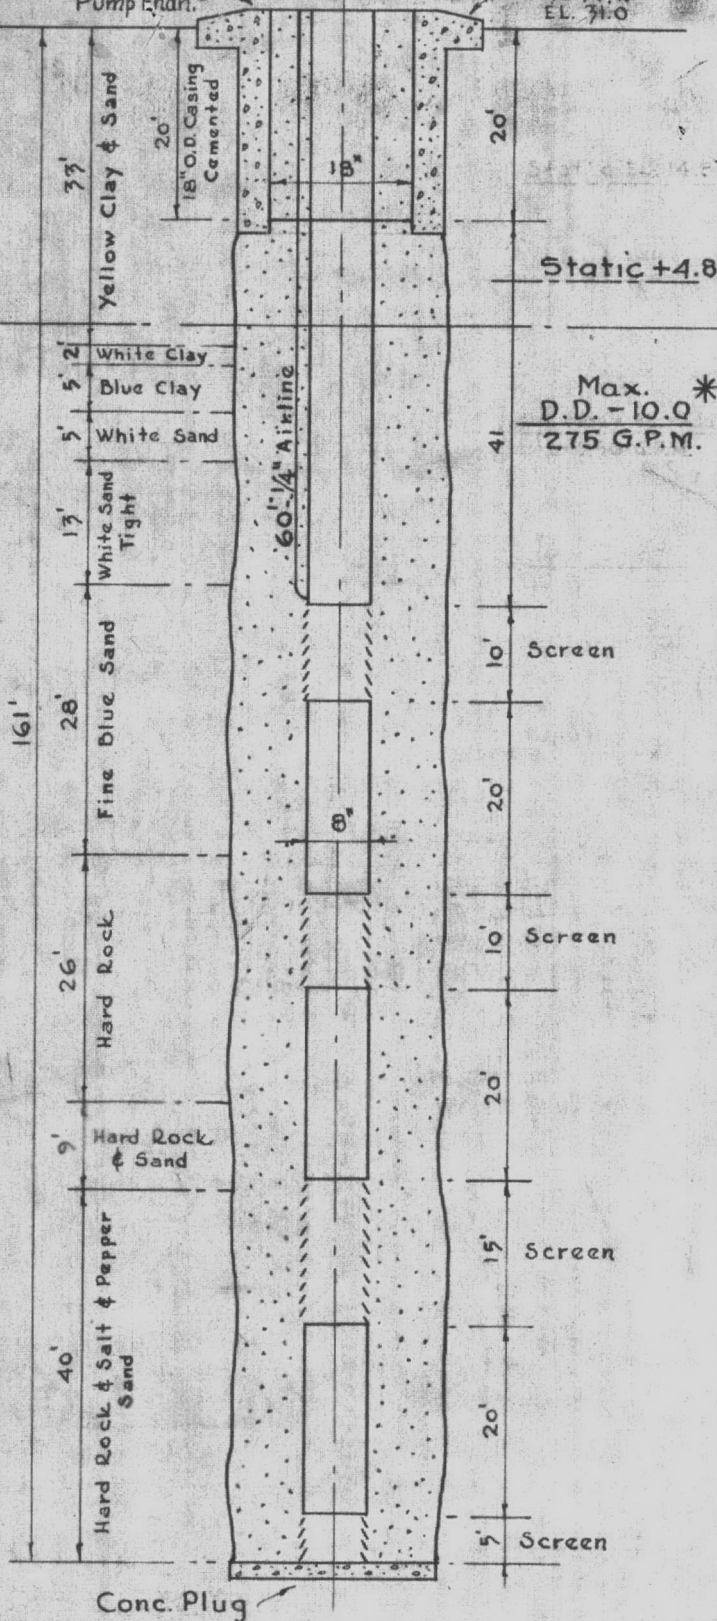 Pump Fndn.
EL. 31.0
33'
Yellow Clay & Sand
20'
18" O.D. Casing
Cemented
18"
20'
Static +4.8
2' White Clay
5' Blue Clay
5' White Sand
13'
White Sand
Tight
60'-1/4" Airline
41
Max. *
D.D. -10.0
275 G.P.M.
161'
28'
Fine Blue Sand
8"
10' Screen
20'
10' Screen
26'
Hard Rock
20'
9'
Hard Rock
& Sand
15' Screen
40'
Hard Rock & Salt & Pepper
Sand
20'
5' Screen
Conc. Plug